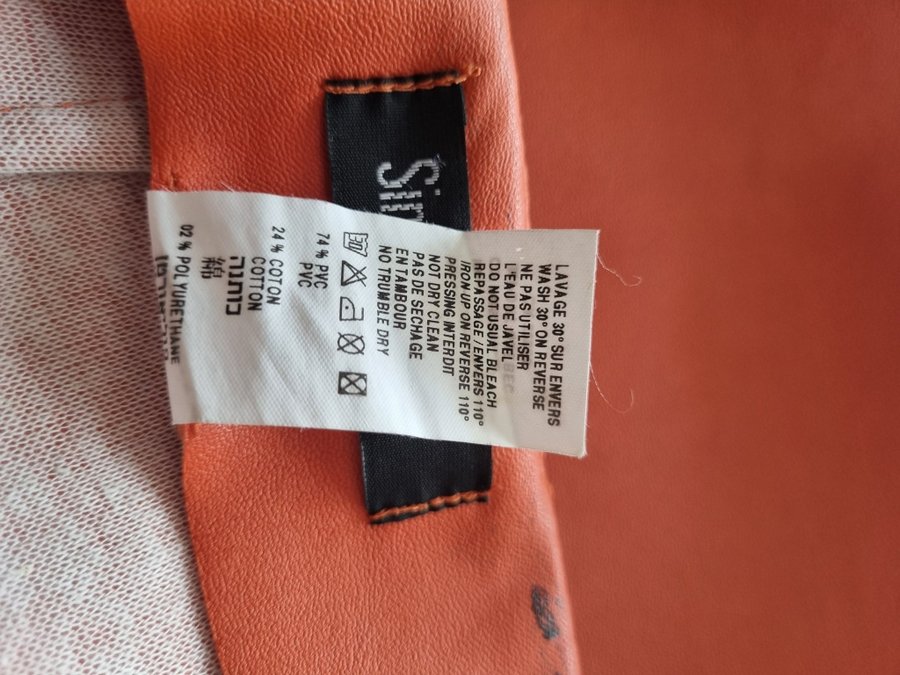 LAVAGE 30° SUR ENVERS
WASH 30° ON REVERSE
NE PAS UTILISER
L'EAU DE JAVEL
DO NOT USUAL BLEACH
REPASSAGE / ENVERS 110°
IRON UP ON REVERSE 110°
PRESSING INTERDIT
NOT DRY CLEAN
PAS DE SECHAGE
EN TAMBOUR
NO TRUMBLE DRY
30
74 % PVC
PVC
24 % COTON
COTTON
כותנה
綿
02 % POLYURETHANE